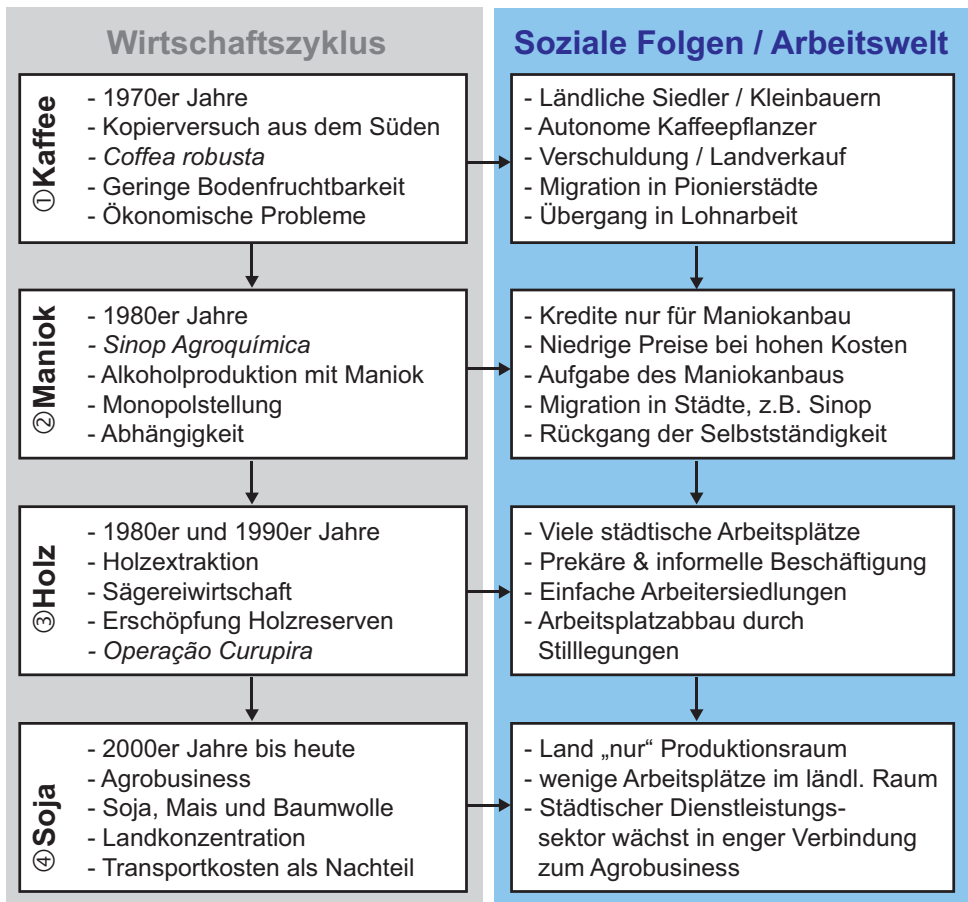 Wirtschaftszyklus
Soziale Folgen / Arbeitswelt
①Kaffee
- 1970er Jahre
- Kopierversuch aus dem Süden
- Coffea robusta
- Geringe Bodenfruchtbarkeit
- Ökonomische Probleme
- Ländliche Siedler / Kleinbauern
- Autonome Kaffeepflanzer
- Verschuldung / Landverkauf
- Migration in Pionierstädte
- Übergang in Lohnarbeit
②Maniok
- 1980er Jahre
- Sinop Agroquímica
- Alkoholproduktion mit Maniok
- Monopolstellung
- Abhängigkeit
- Kredite nur für Maniokanbau
- Niedrige Preise bei hohen Kosten
- Aufgabe des Maniokanbaus
- Migration in Städte, z.B. Sinop
- Rückgang der Selbstständigkeit
③Holz
- 1980er und 1990er Jahre
- Holzextraktion
- Sägereiwirtschaft
- Erschöpfung Holzreserven
- Operação Curupira
- Viele städtische Arbeitsplätze
- Prekäre & informelle Beschäftigung
- Einfache Arbeitersiedlungen
- Arbeitsplatzabbau durch
Stilllegungen
④Soja
- 2000er Jahre bis heute
- Agrobusiness
- Soja, Mais und Baumwolle
- Landkonzentration
- Transportkosten als Nachteil
- Land „nur“ Produktionsraum
- wenige Arbeitsplätze im ländl. Raum
- Städtischer Dienstleistungs-
sektor wächst in enger Verbindung
zum Agrobusiness